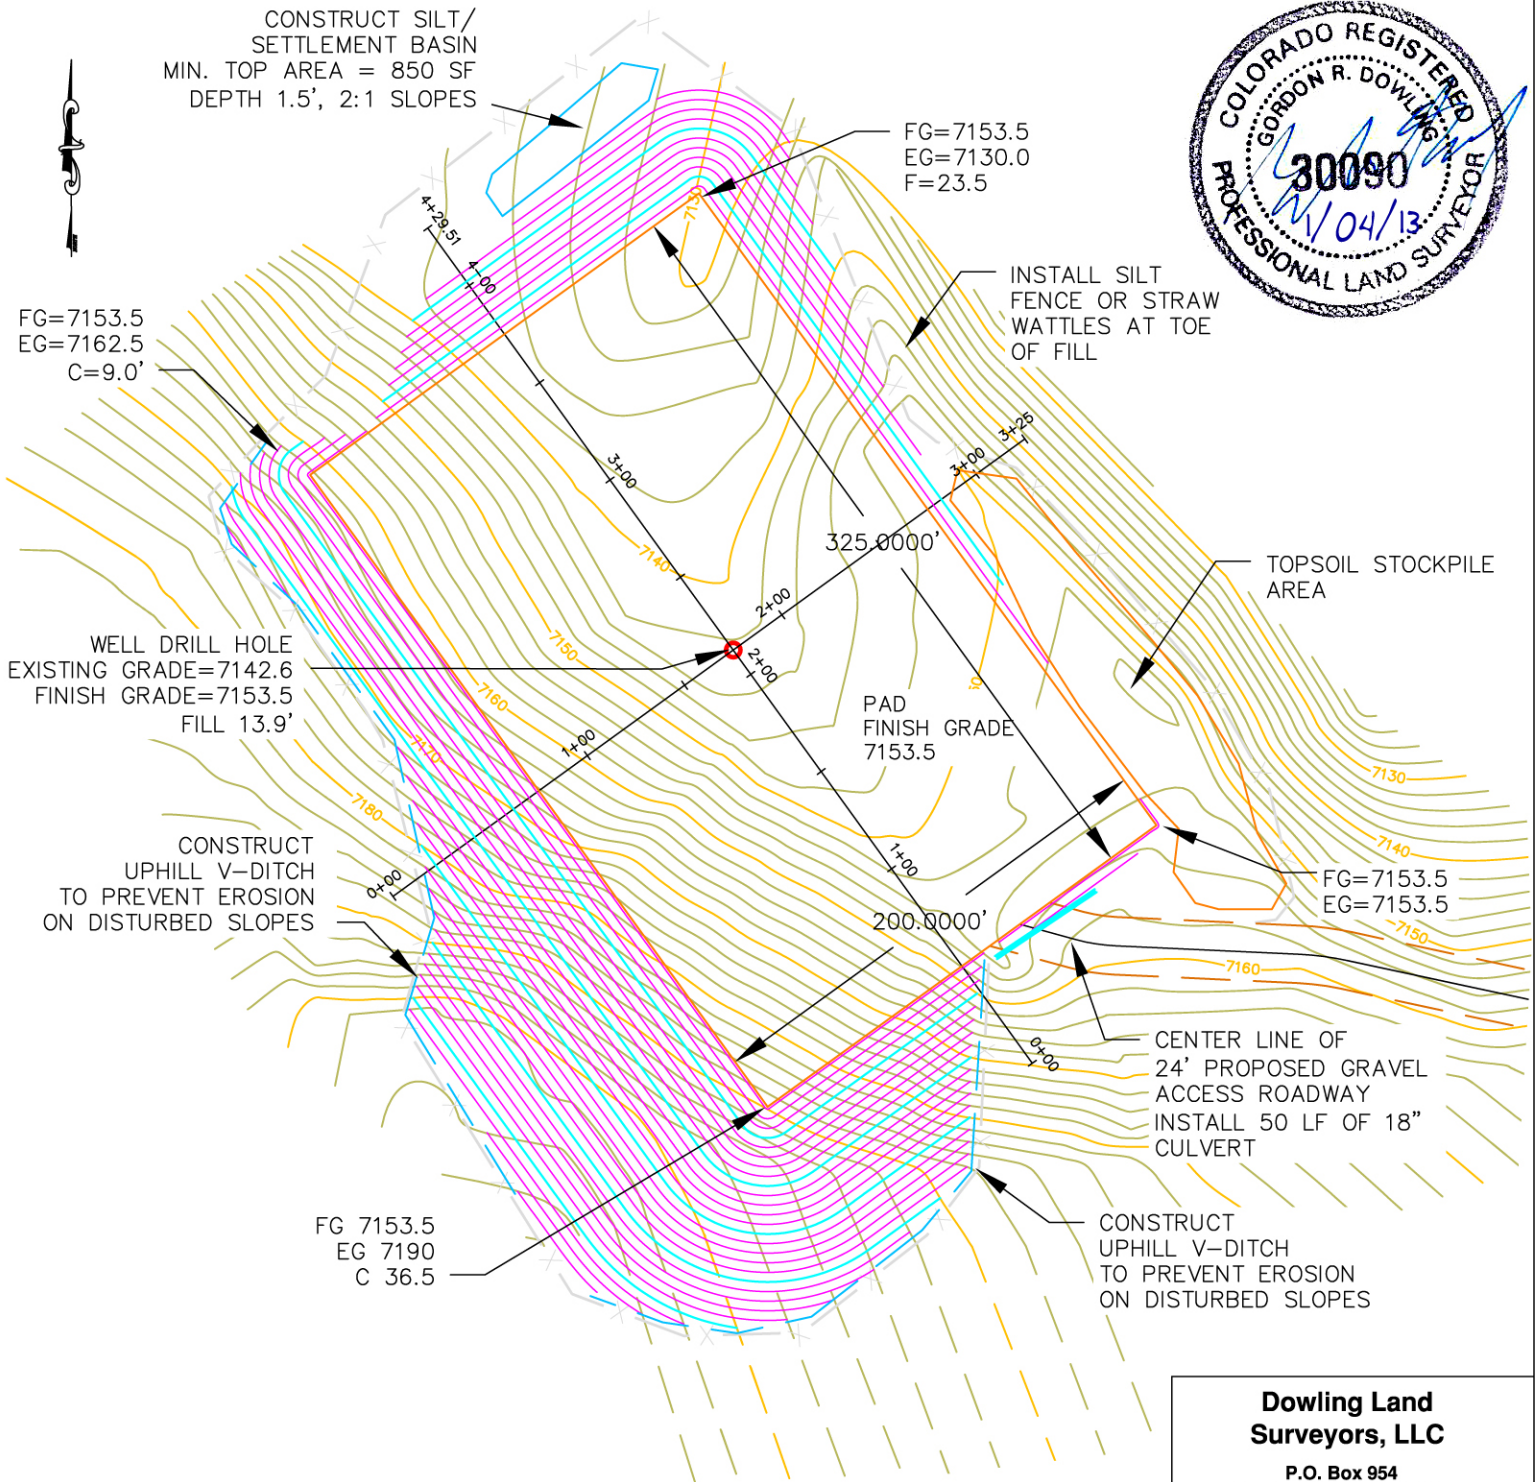 CONSTRUCT SILT/
SETTLEMENT BASIN
MIN. TOP AREA = 850 SF
DEPTH 1.5', 2:1 SLOPES
COLORADO REGISTERED
GORDON R. DOWLING
30090
PROFESSIONAL LAND SURVEYOR
FG=7153.5
EG=7130.0
F=23.5
7130
4+29.51
4+00
INSTALL SILT
FENCE OR STRAW
WATTLES AT TOE
OF FILL
FG=7153.5
EG=7162.5
C=9.0'
3+25
3+00
3+00
325.0000'
7140
TOPSOIL STOCKPILE
AREA
2+00
2+00
WELL DRILL HOLE
EXISTING GRADE=7142.6
FINISH GRADE=7153.5
FILL 13.9'
7150
7160
7170
7180
PAD
FINISH GRADE
7153.5
1+00
7130
7140
7150
7160
CONSTRUCT
UPHILL V-DITCH
TO PREVENT EROSION
ON DISTURBED SLOPES
0+00
1+00
200.0000'
FG=7153.5
EG=7153.5
0+00
CENTER LINE OF
24' PROPOSED GRAVEL
ACCESS ROADWAY
INSTALL 50 LF OF 18"
CULVERT
FG 7153.5
EG 7190
C 36.5
CONSTRUCT
UPHILL V-DITCH
TO PREVENT EROSION
ON DISTURBED SLOPES
Dowling Land
Surveyors, LLC
P.O. Box 954